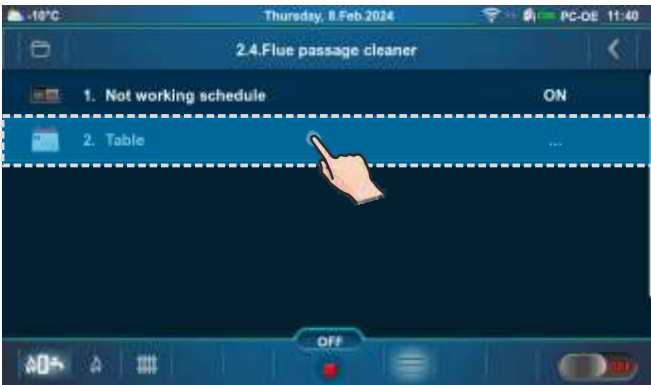 -10°C Thursday, 8.Feb.2024 PC-OE 11:40
2.4.Flue passage cleaner
1. Not working schedule ON
2. Table ...
OFF
OFF